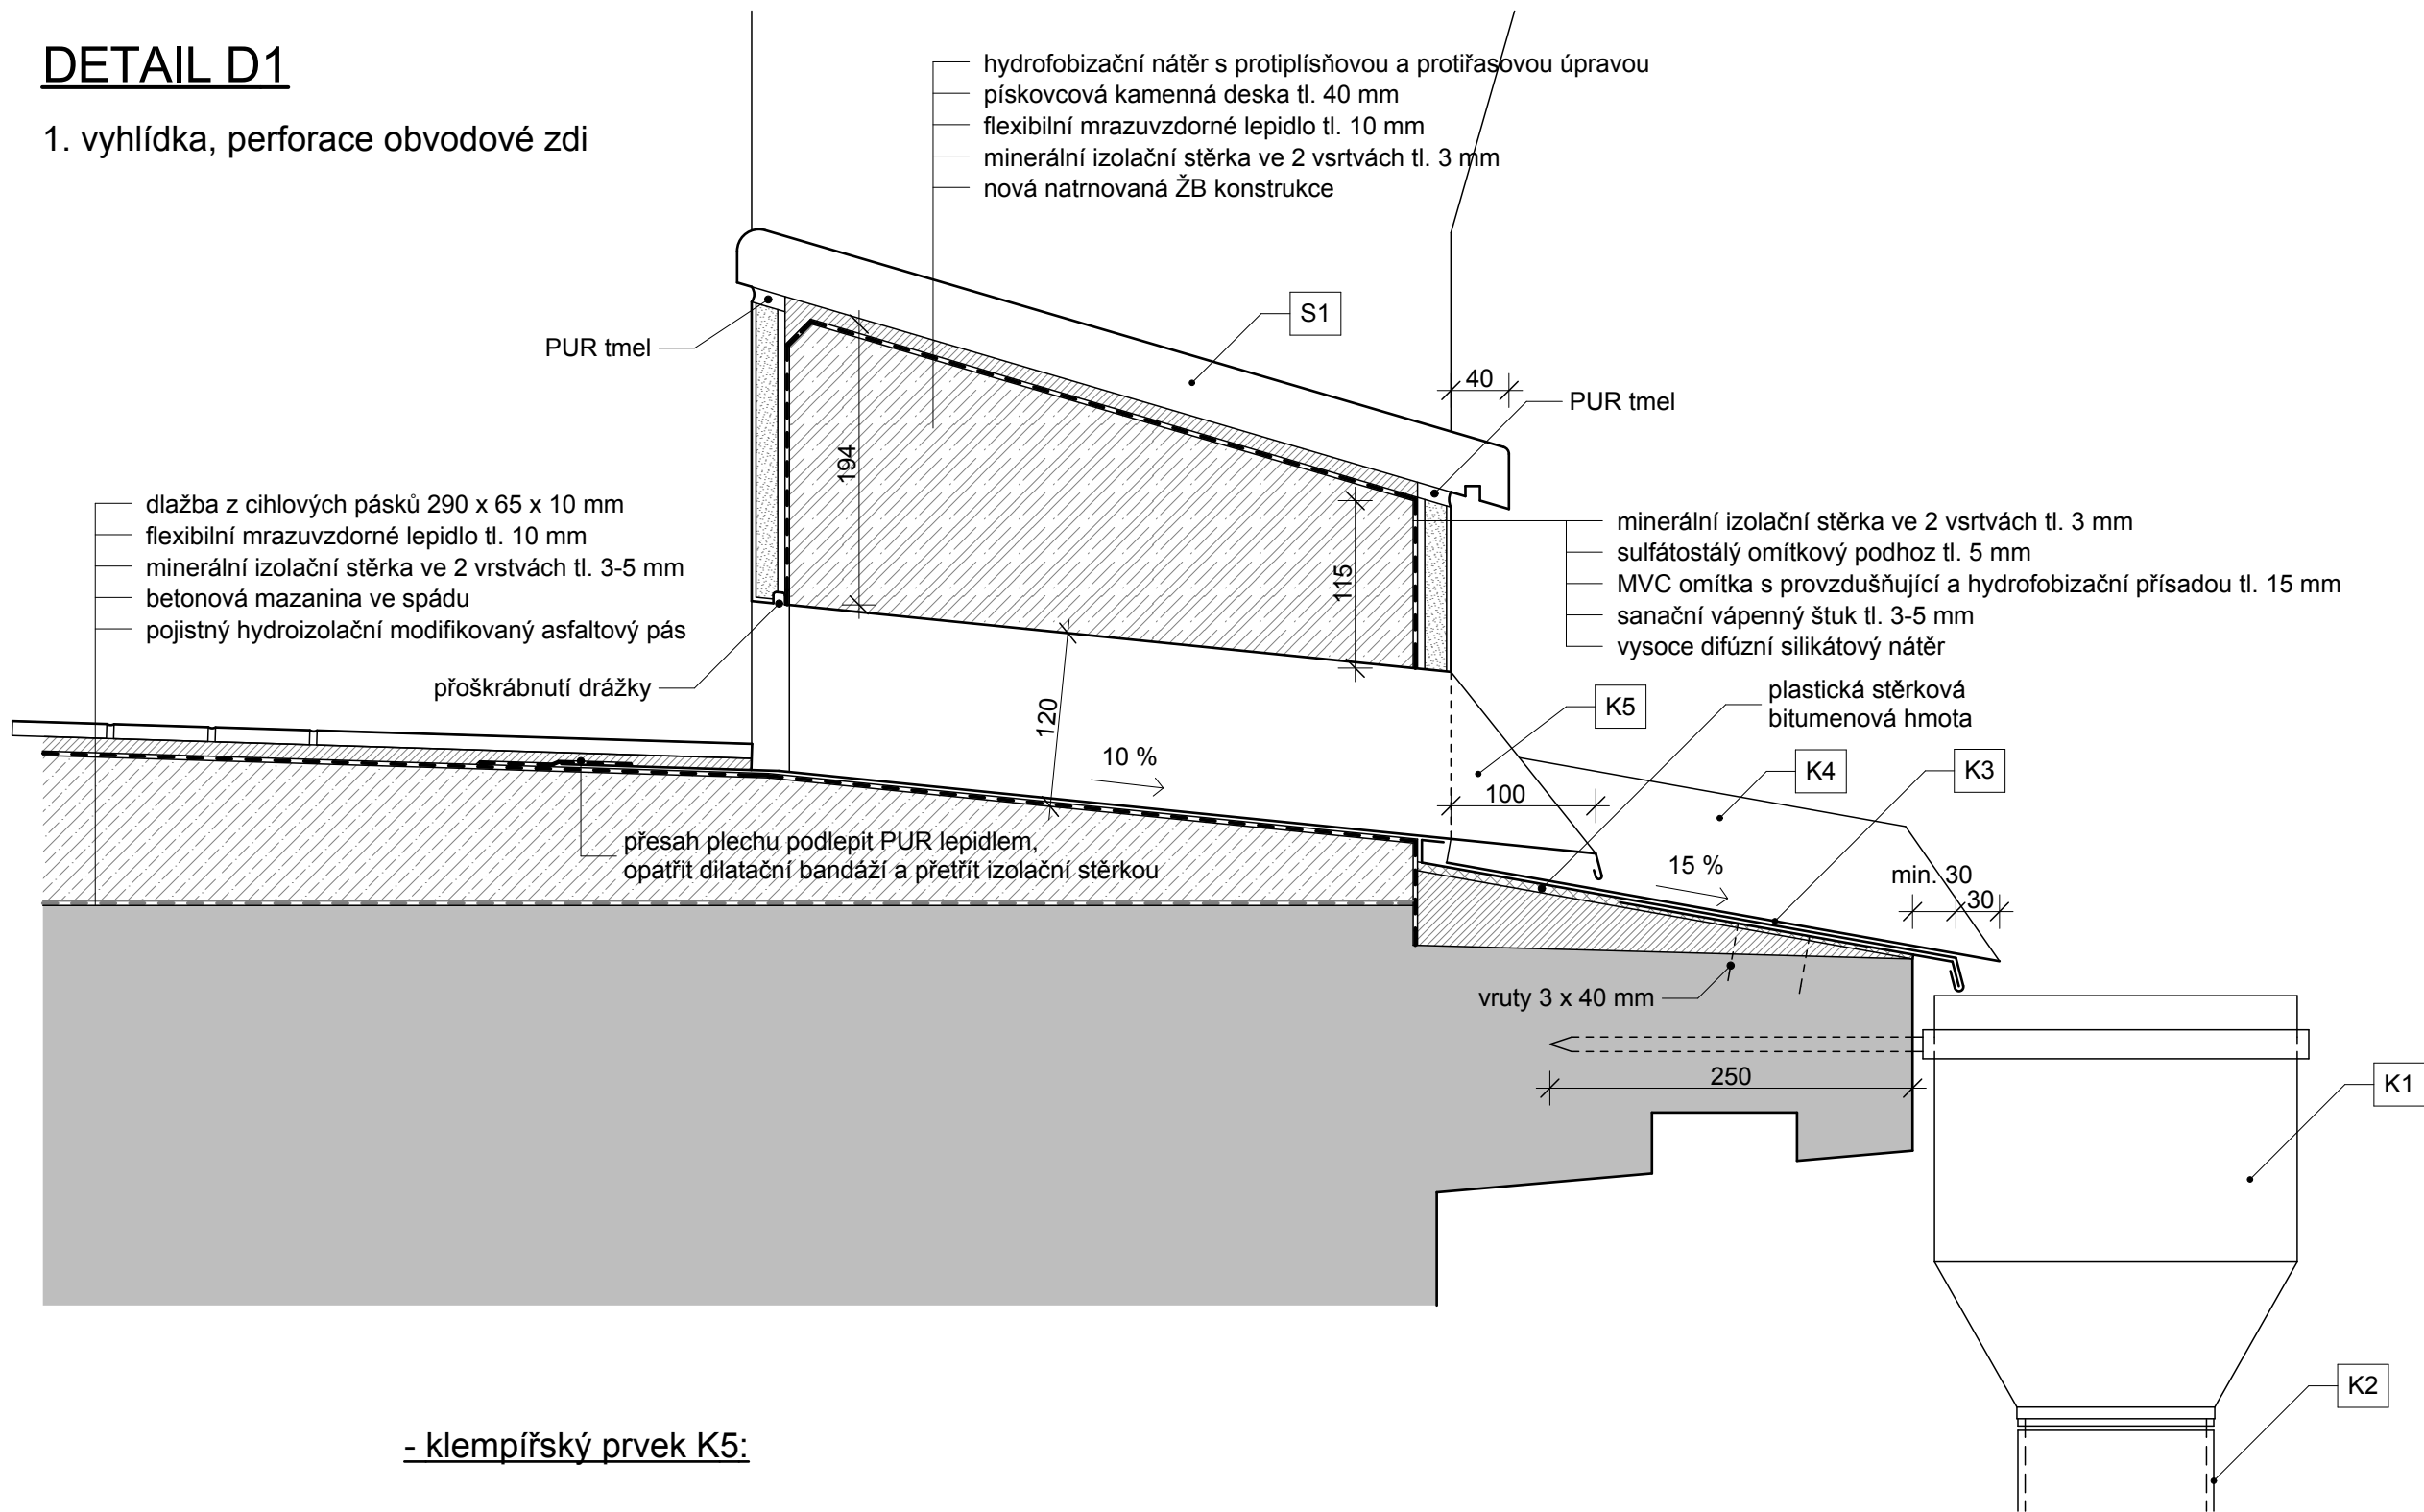 DETAIL D1
1. vyhlídka, perforace obvodové zdi
hydrofobizační nátěr s protiplísňovou a protiřasovou úpravou
pískovcová kamenná deska tl. 40 mm
flexibilní mrazuvzdorné lepidlo tl. 10 mm
minerální izolační stěrka ve 2 vsrtvách tl. 3 mm
nová natrnovaná ŽB konstrukce
S1
PUR tmel
40
PUR tmel
194
115
dlažba z cihlových pásků 290 x 65 x 10 mm
flexibilní mrazuvzdorné lepidlo tl. 10 mm
minerální izolační stěrka ve 2 vrstvách tl. 3-5 mm
betonová mazanina ve spádu
pojistný hydroizolační modifikovaný asfaltový pás
minerální izolační stěrka ve 2 vsrtvách tl. 3 mm
sulfátostálý omítkový podhoz tl. 5 mm
MVC omítka s provzdušňující a hydrofobizační přísadou tl. 15 mm
sanační vápenný štuk tl. 3-5 mm
vysoce difúzní silikátový nátěr
přoškrábnutí drážky
120
10 %
K5
plastická stěrková
bitumenová hmota
K4
K3
100
přesah plechu podlepit PUR lepidlem,
opatřit dilatační bandáží a přetřít izolační stěrkou
15 %
min. 30
30
vruty 3 x 40 mm
250
K1
K2
- klempířský prvek K5: